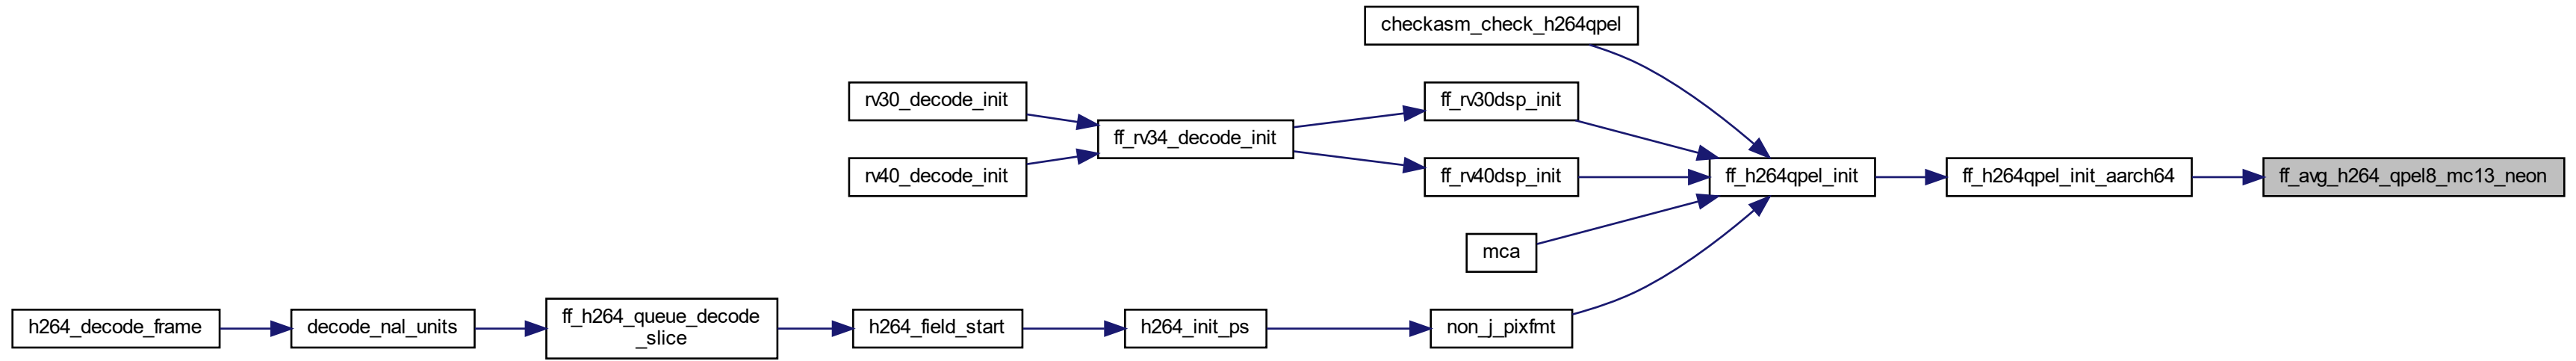 checkasm_check_h264qpel
rv30_decode_init
ff_rv30dsp_init
ff_rv34_decode_init
rv40_decode_init
ff_rv40dsp_init
ff_h264qpel_init
ff_h264qpel_init_aarch64
ff_avg_h264_qpel8_mc13_neon
mca
h264_decode_frame
decode_nal_units
ff_h264_queue_decode
_slice
h264_field_start
h264_init_ps
non_j_pixfmt